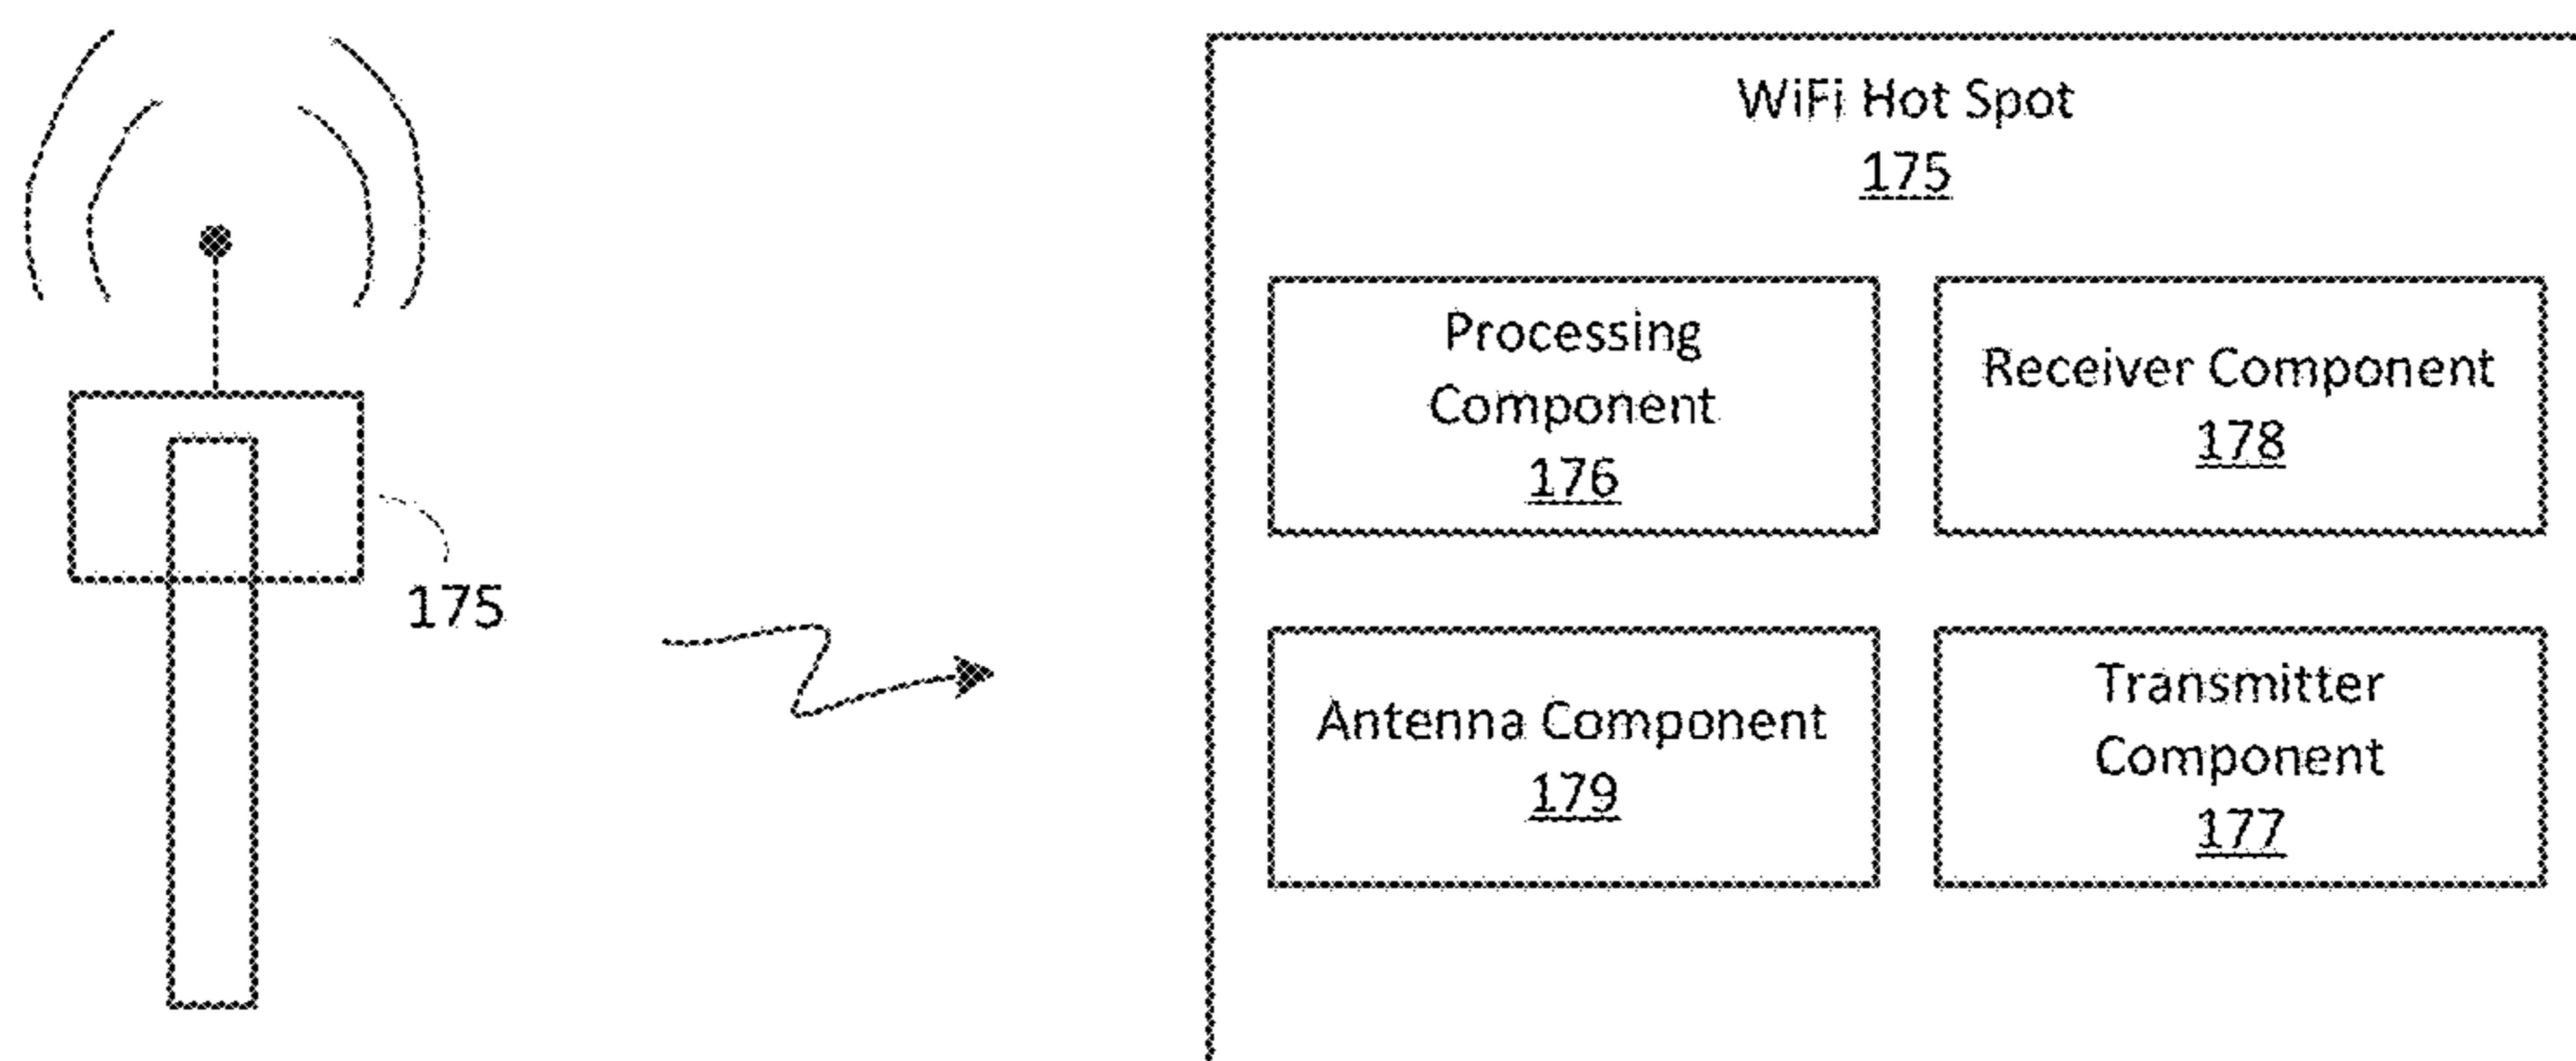 WiFi Hot Spot
175
Processing
Component
176
Receiver Component
178
175
Antenna Component
179
Transmitter
Component
177